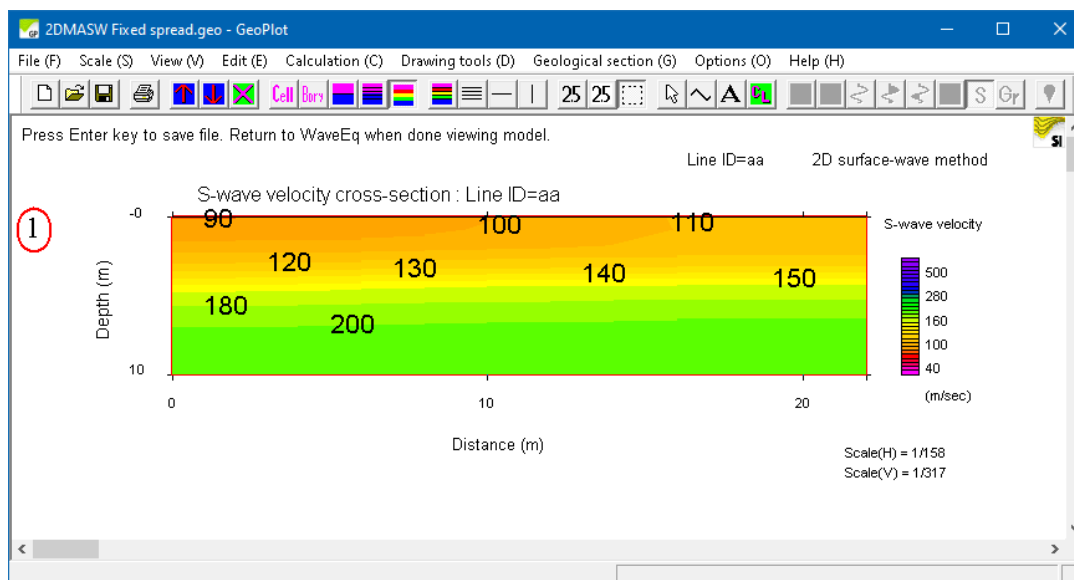 2DMASW Fixed spread.geo - GeoPlot
File (F) Scale (S) View (V) Edit (E) Calculation (C) Drawing tools (D) Geological section (G) Options (O) Help (H)
Cell Bory 25 25 A S Gr
Press Enter key to save file. Return to WaveEq when done viewing model.
SI
Line ID=aa 2D surface-wave method
S-wave velocity cross-section : Line ID=aa
1
-0
90 100 110
S-wave velocity
120 130 140 150
180
200
Depth (m)
10
500
280
160
100
40
(m/sec)
0 10 20
Distance (m)
Scale(H) = 1/158
Scale(V) = 1/317